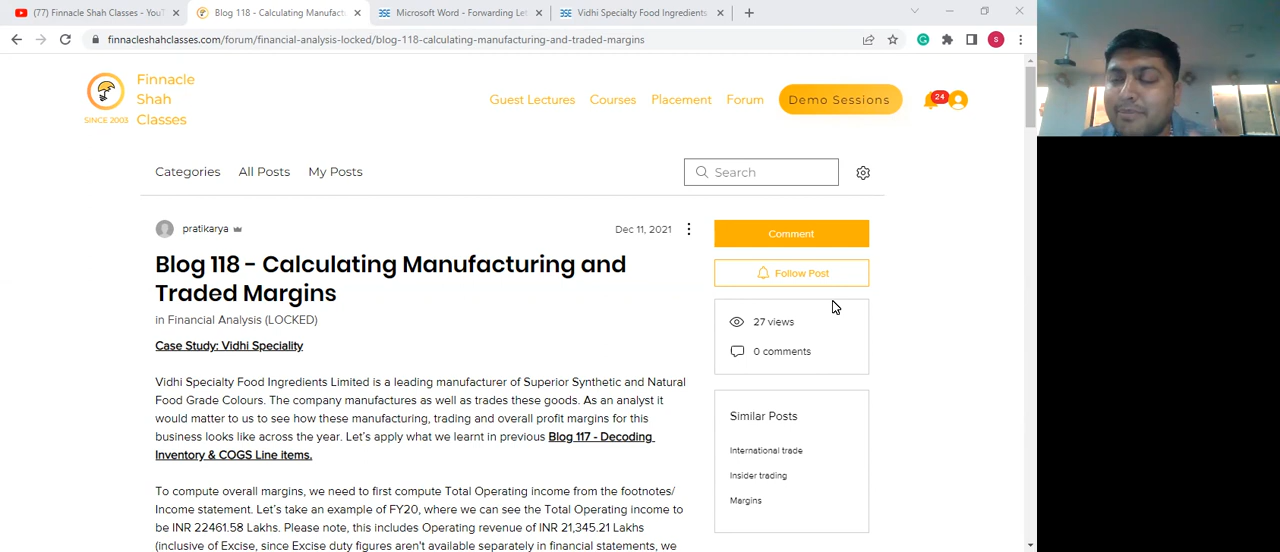 (77) Finnacle Shah Classes - YouT
Blog 118 - Calculating Manufact
Microsoft Word - Forwarding Let
Vidhi Specialty Food Ingredients
finnacleshahclasses.com/forum/financial-analysis-locked/blog-118-calculating-manufacturing-and-traded-margins
S
Finnacle
Shah
Classes
SINCE 2003
Guest Lectures
Courses
Placement
Forum
Demo Sessions
24
Categories
All Posts
My Posts
Search
pratikarya
Dec 11, 2021
Blog 118 - Calculating Manufacturing and
Traded Margins
in Financial Analysis (LOCKED)
Case Study: Vidhi Speciality
Vidhi Specialty Food Ingredients Limited is a leading manufacturer of Superior Synthetic and Natural
Food Grade Colours. The company manufactures as well as trades these goods. As an analyst it
would matter to us to see how these manufacturing, trading and overall profit margins for this
business looks like across the year. Let's apply what we learnt in previous Blog 117 - Decoding
Inventory & COGS Line items.
To compute overall margins, we need to first compute Total Operating income from the footnotes/
Income statement. Let's take an example of FY20, where we can see the Total Operating income to
be INR 22461.58 Lakhs. Please note, this includes Operating revenue of INR 21,345.21 Lakhs
(inclusive of Excise, since Excise duty figures aren't available separately in financial statements, we
Comment
Follow Post
27 views
0 comments
Similar Posts
International trade
Insider trading
Margins